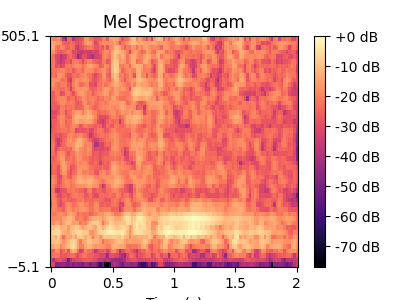 Mel Spectrogram
505.1
-5.1
0
0.5
1
1.5
2
+0 dB
-10 dB
-20 dB
-30 dB
-40 dB
-50 dB
-60 dB
-70 dB